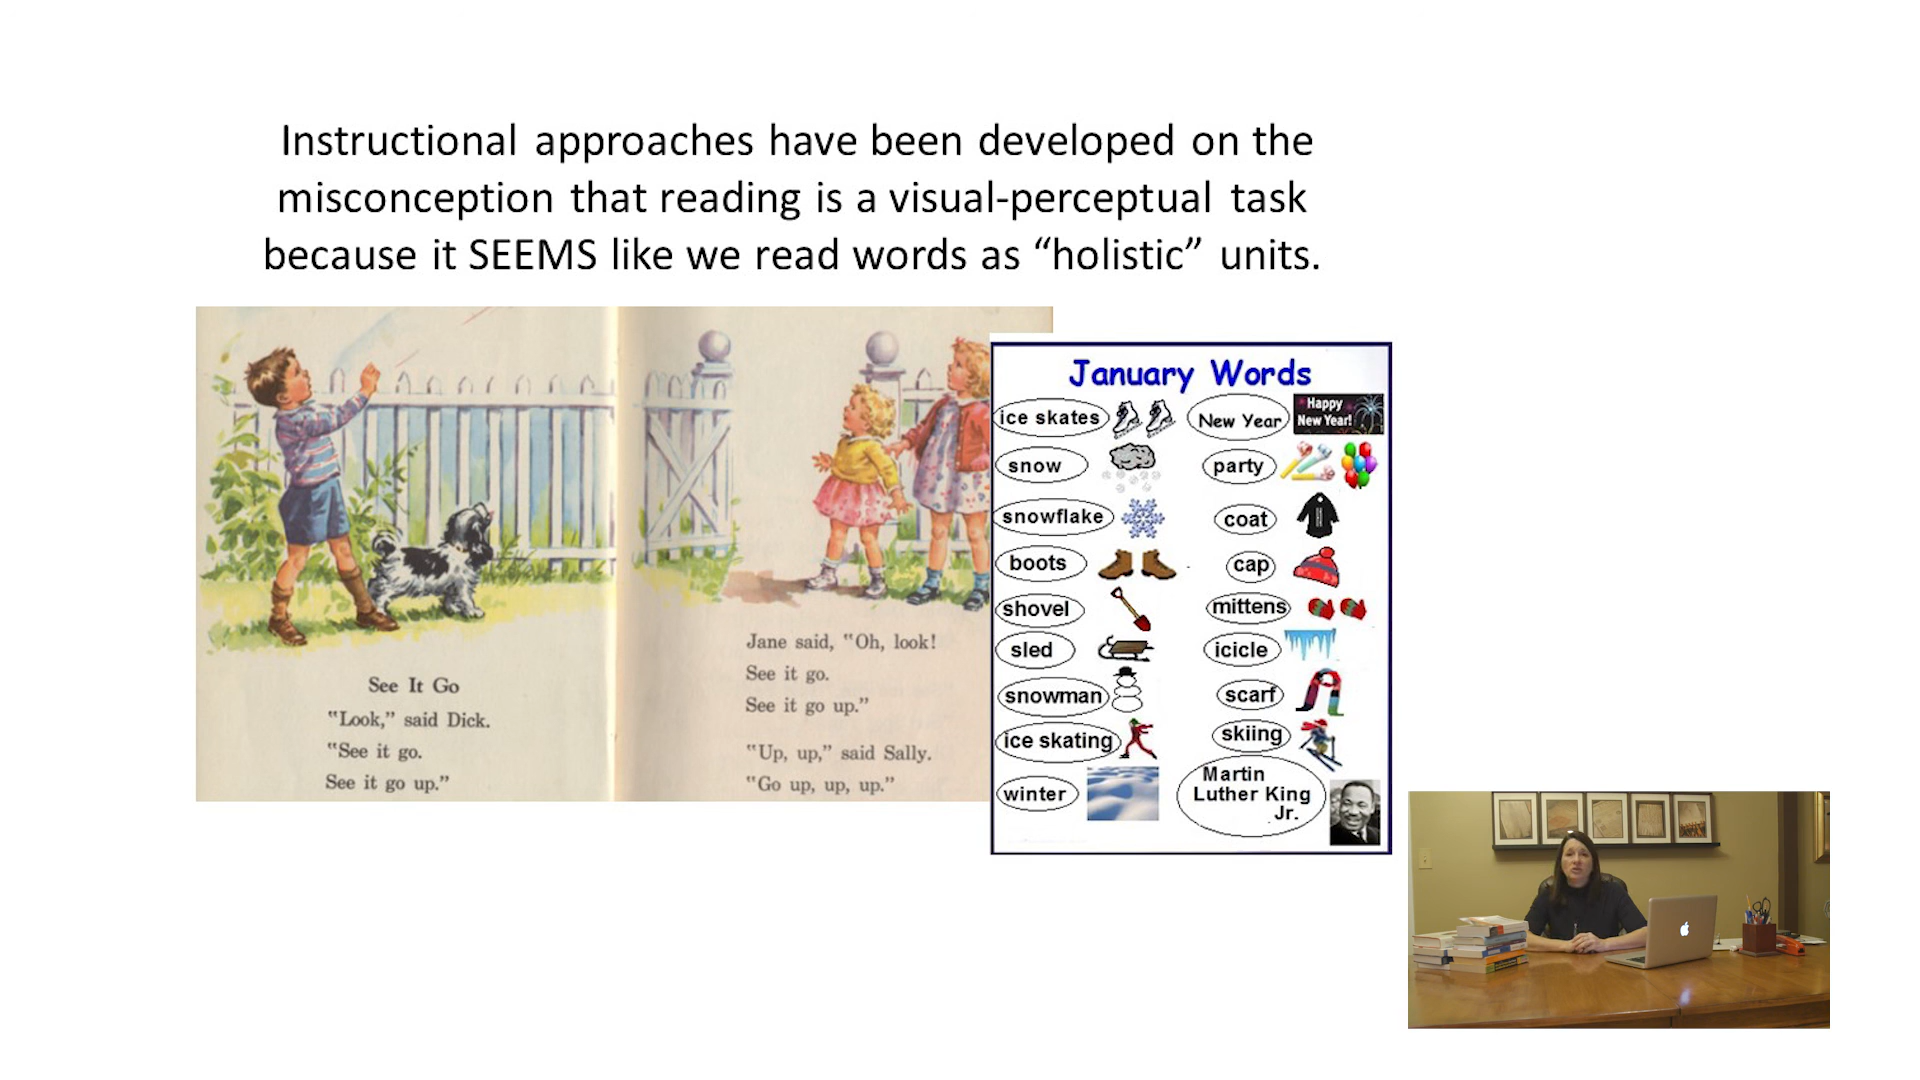 Instructional approaches have been developed on the
misconception that reading is a visual-perceptual task
because it SEEMS like we read words as “holistic” units.
See It Go
"Look," said Dick.
"See it go.
See it go up."
Jane said, "Oh, look!
See it go.
See it go up."
"Up, up," said Sally.
"Go up, up, up."
January Words
ice skates
New Year
Happy
New Year!
snow
party
snowflake
coat
boots
cap
shovel
mittens
sled
icicle
snowman
scarf
ice skating
skiing
winter
Martin
Luther King
Jr.